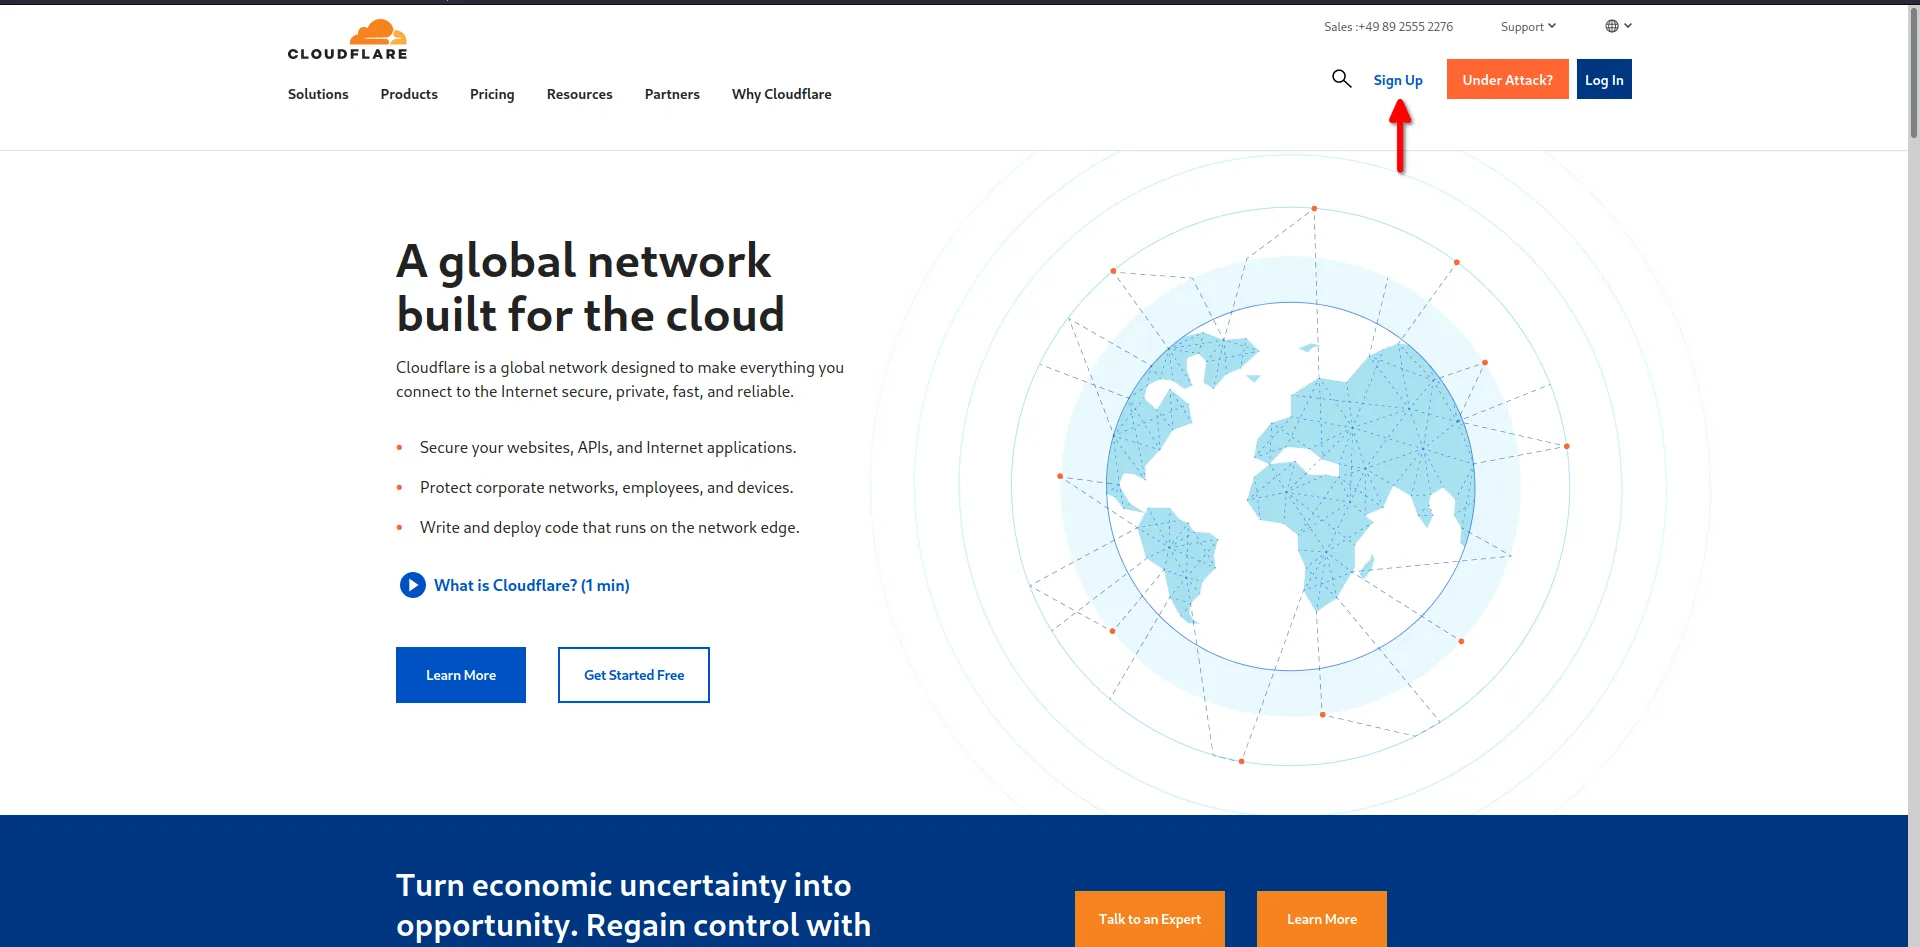 Sales :+49 89 2555 2276
Support
CLOUDFLARE
Solutions
Products
Pricing
Resources
Partners
Why Cloudflare
Sign Up
Under Attack?
Log In
A global network
built for the cloud
Cloudflare is a global network designed to make everything you
connect to the Internet secure, private, fast, and reliable.
Secure your websites, APIs, and Internet applications.
Protect corporate networks, employees, and devices.
Write and deploy code that runs on the network edge.
What is Cloudflare? (1 min)
Learn More
Get Started Free
Turn economic uncertainty into
opportunity. Regain control with
Talk to an Expert
Learn More